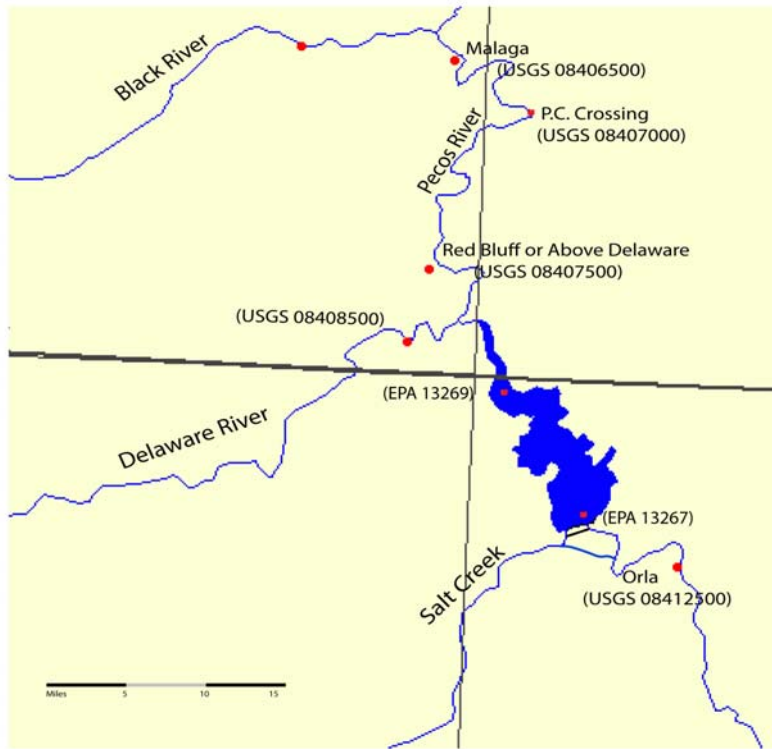 Black River
Malaga
(USGS 08406500)
P.C. Crossing
(USGS 08407000)
Pecos River
Red Bluff or Above Delaware
(USGS 08407500)
(USGS 08408500)
(EPA 13269)
Delaware River
(EPA 13267)
Salt Creek
Orla
(USGS 08412500)
Miles 5 10 15